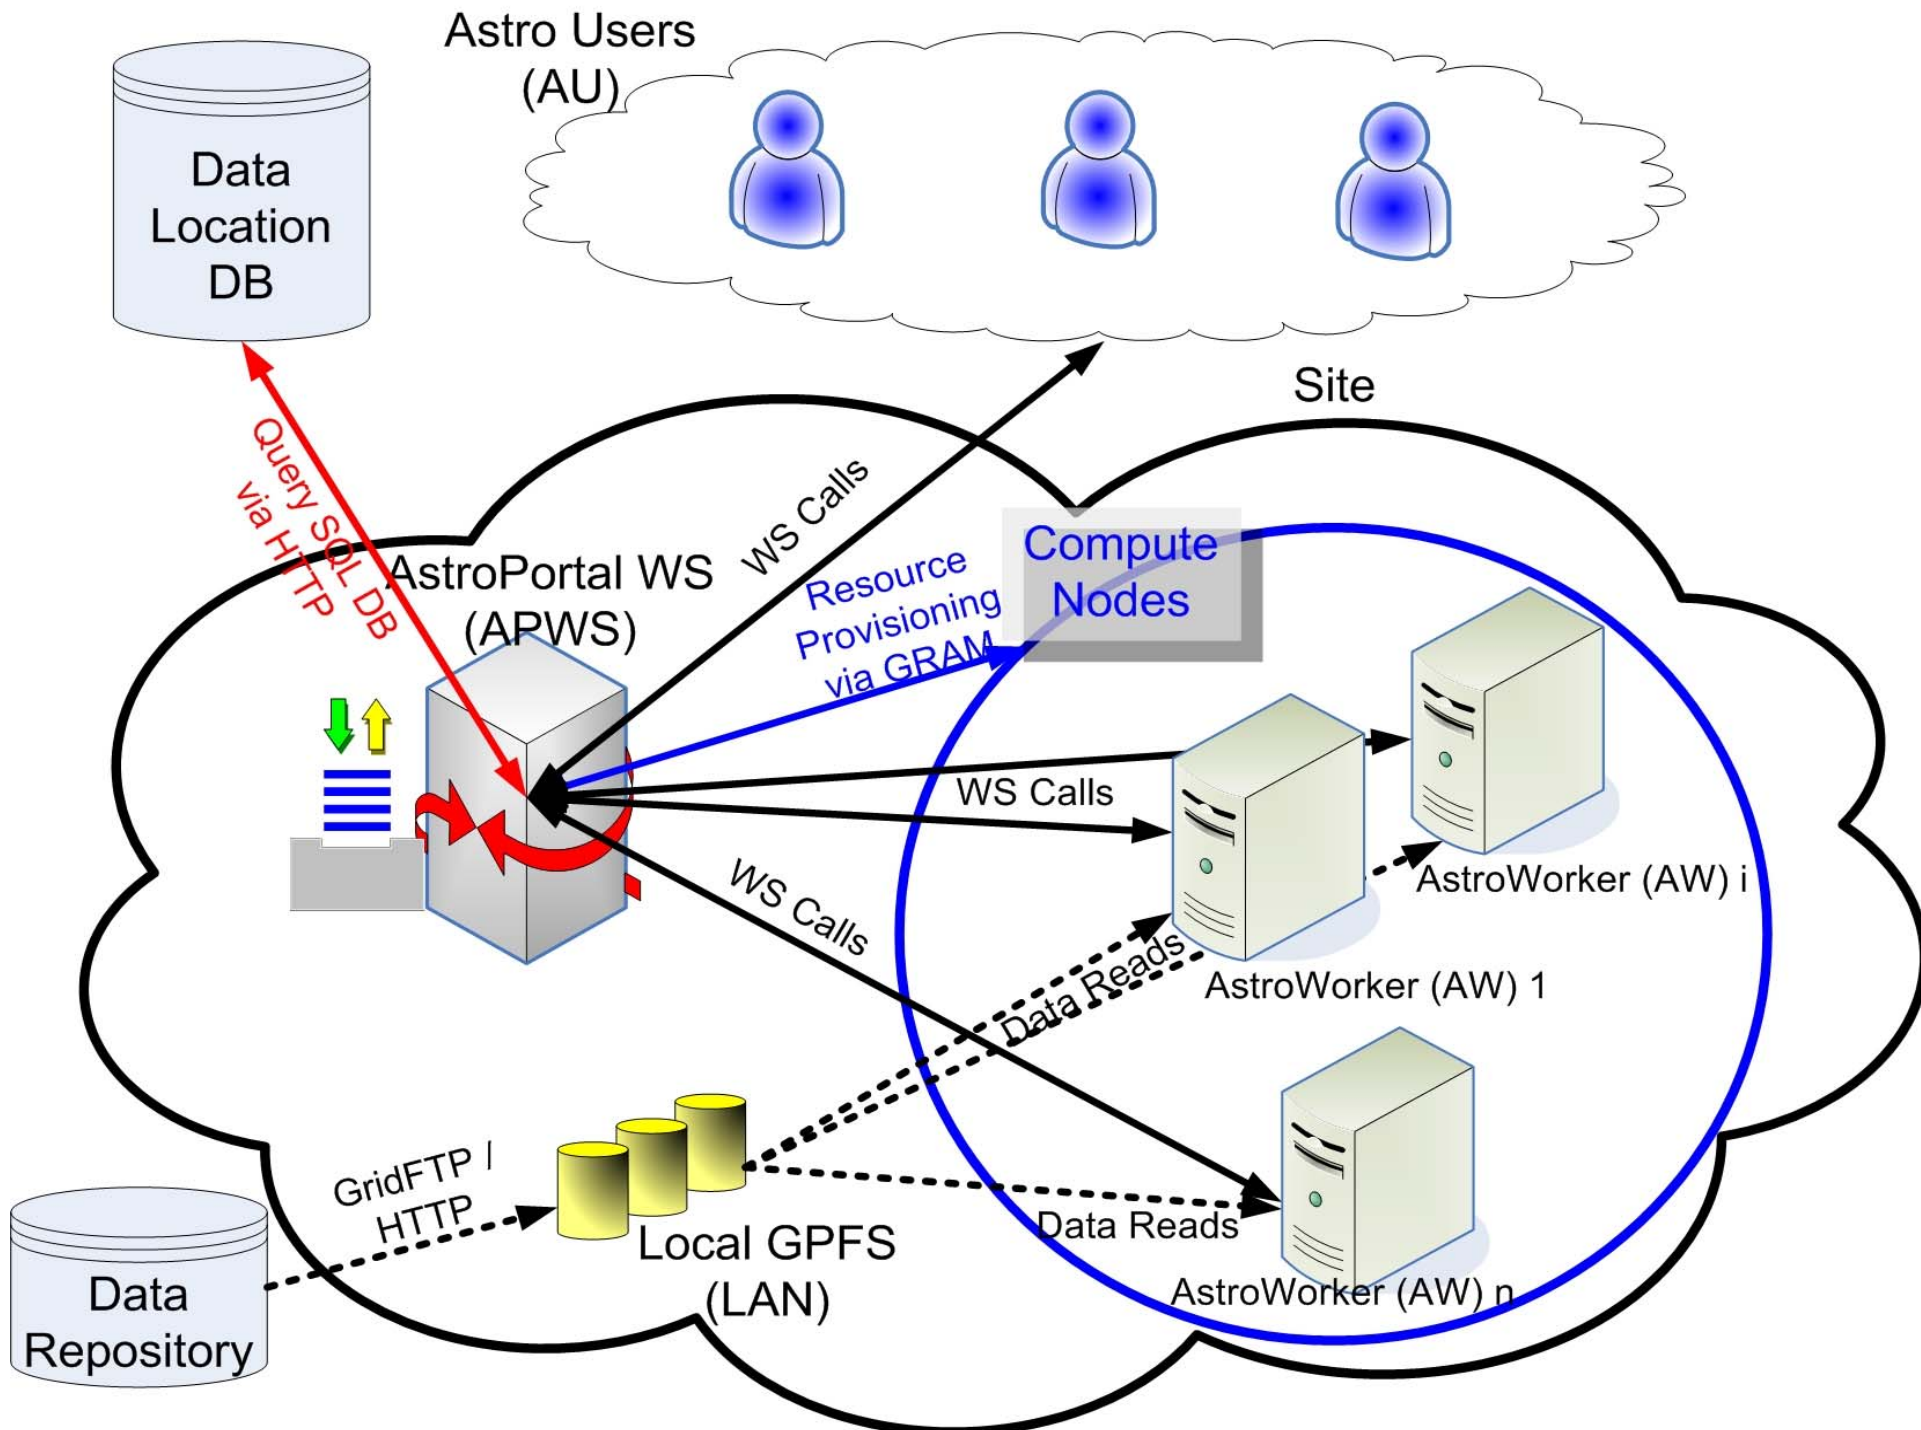 Astro Users
(AU)
Data
Location
DB
Site
Query SQL DB
via HTTP
WS Calls
AstroPortal WS
(APWS)
Resource
Provisioning
via GRAM
Compute
Nodes
WS Calls
WS Calls
AstroWorker (AW) i
Data Reads
AstroWorker (AW) 1
GridFTP /
HTTP
Local GPFS
(LAN)
Data Reads
AstroWorker (AW) n
Data
Repository